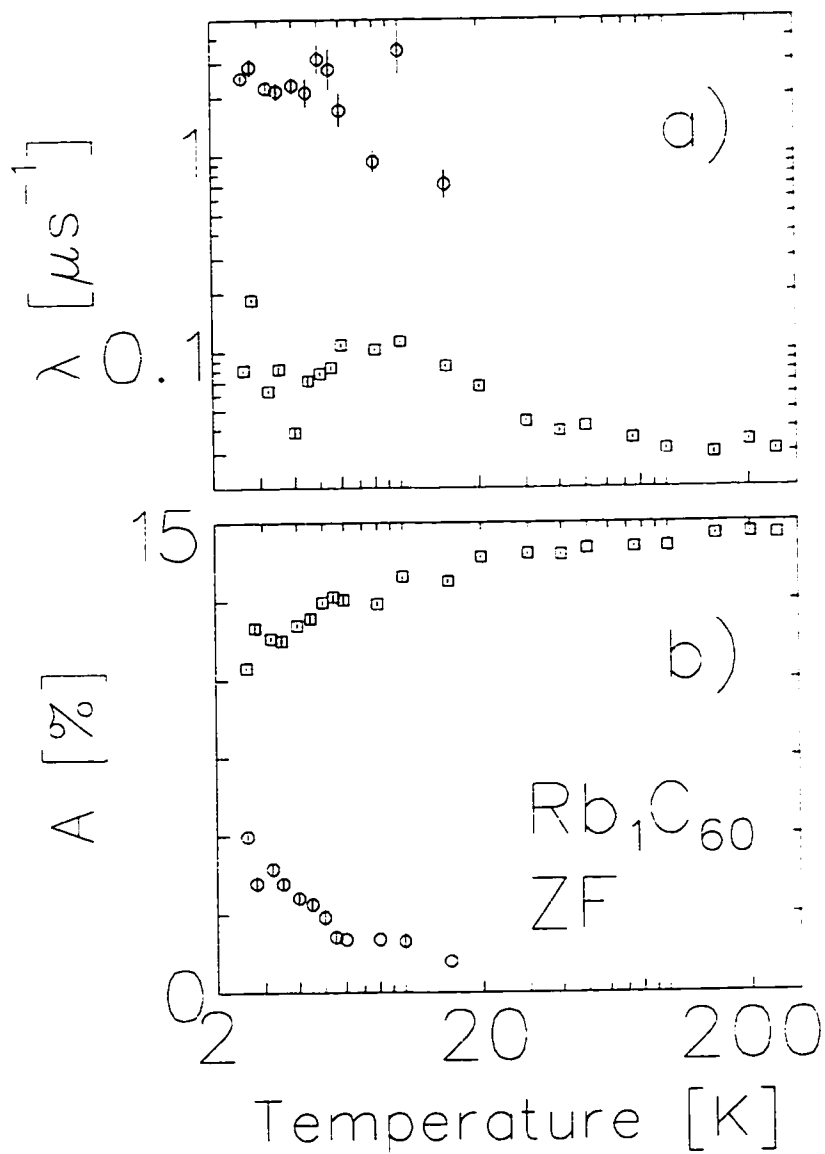 a)
λ [μs⁻¹]
1
0.1
15
b)
A [%]
Rb₁C₆₀
ZF
0
2 20 200
Temperature [K]